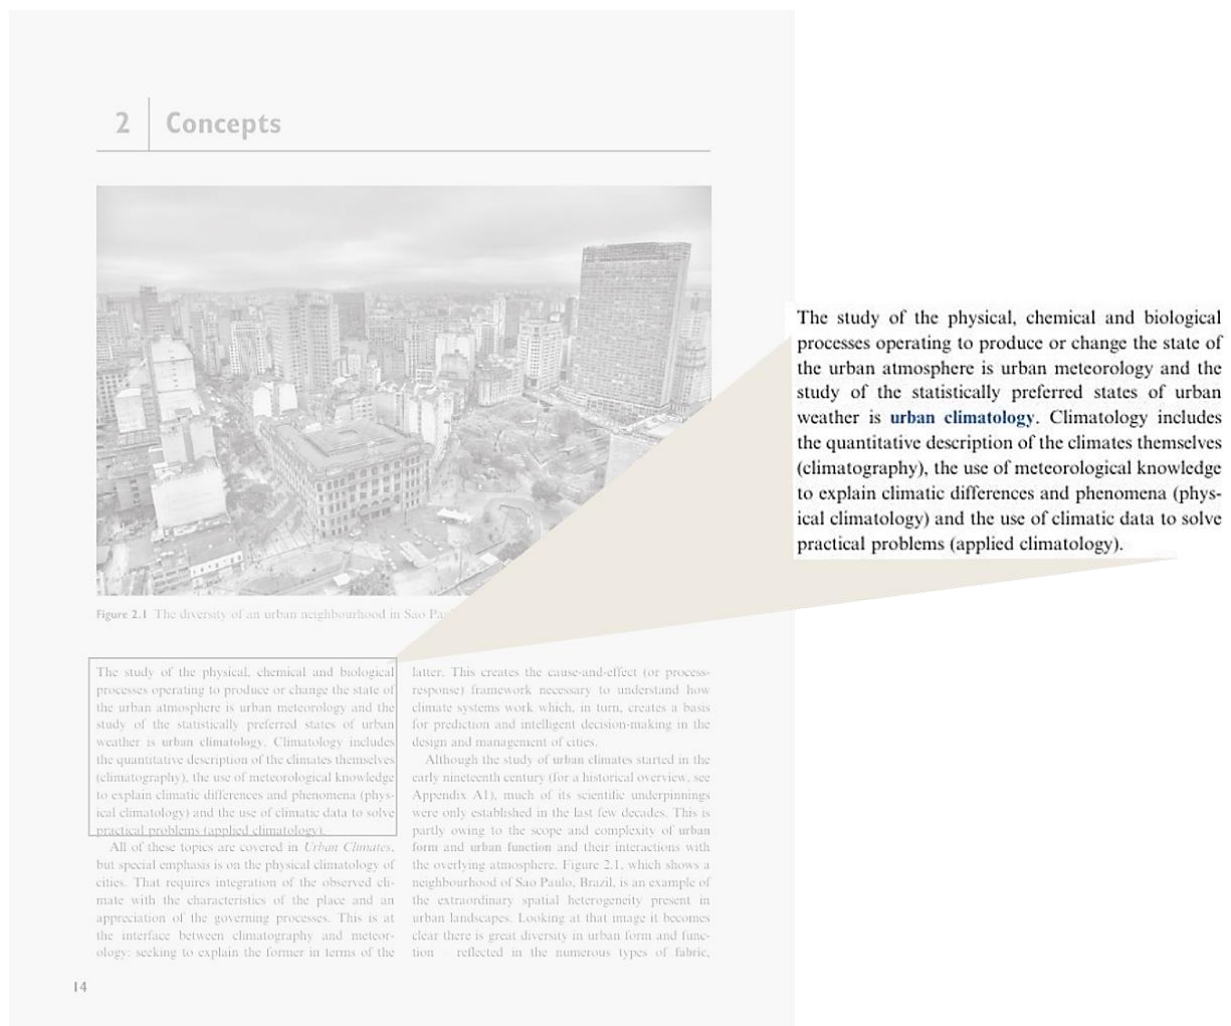 2 Concepts
The study of the physical, chemical and biological
processes operating to produce or change the state of
the urban atmosphere is urban meteorology and the
study of the statistically preferred states of urban
weather is urban climatology. Climatology includes
the quantitative description of the climates themselves
(climatography), the use of meteorological knowledge
to explain climatic differences and phenomena (phys-
ical climatology) and the use of climatic data to solve
practical problems (applied climatology).
Figure 2.1 The diversity of an urban neighbourhood in Sao
The study of the physical, chemical and biological
processes operating to produce or change the state of
the urban atmosphere is urban meteorology and the
study of the statistically preferred states of urban
weather is urban climatology. Climatology includes
the quantitative description of the climates themselves
(climatography), the use of meteorological knowledge
to explain climatic differences and phenomena (phys-
ical climatology) and the use of climatic data to solve
practical problems (applied climatology).
All of these topics are covered in Urban Climates,
but special emphasis is on the physical climatology of
cities. That requires integration of the observed cli-
mate with the characteristics of the place and an
appreciation of the governing processes. This is at
the interface between climatography and meteor-
ology: seeking to explain the former in terms of the
latter. This creates the cause-and-effect (or process-
response) framework necessary to understand how
climate systems work which, in turn, creates a basis
for prediction and intelligent decision-making in the
design and management of cities.
Although the study of urban climates started in the
early nineteenth century (for a historical overview, see
Appendix A1), much of its scientific underpinnings
were only established in the last few decades. This is
partly owing to the scope and complexity of urban
form and urban function and their interactions with
the overlying atmosphere. Figure 2.1, which shows a
neighbourhood of Sao Paulo, Brazil, is an example of
the extraordinary spatial heterogeneity present in
urban landscapes. Looking at that image it becomes
clear there is great diversity in urban form and func-
tion – reflected in the numerous types of fabric,
14